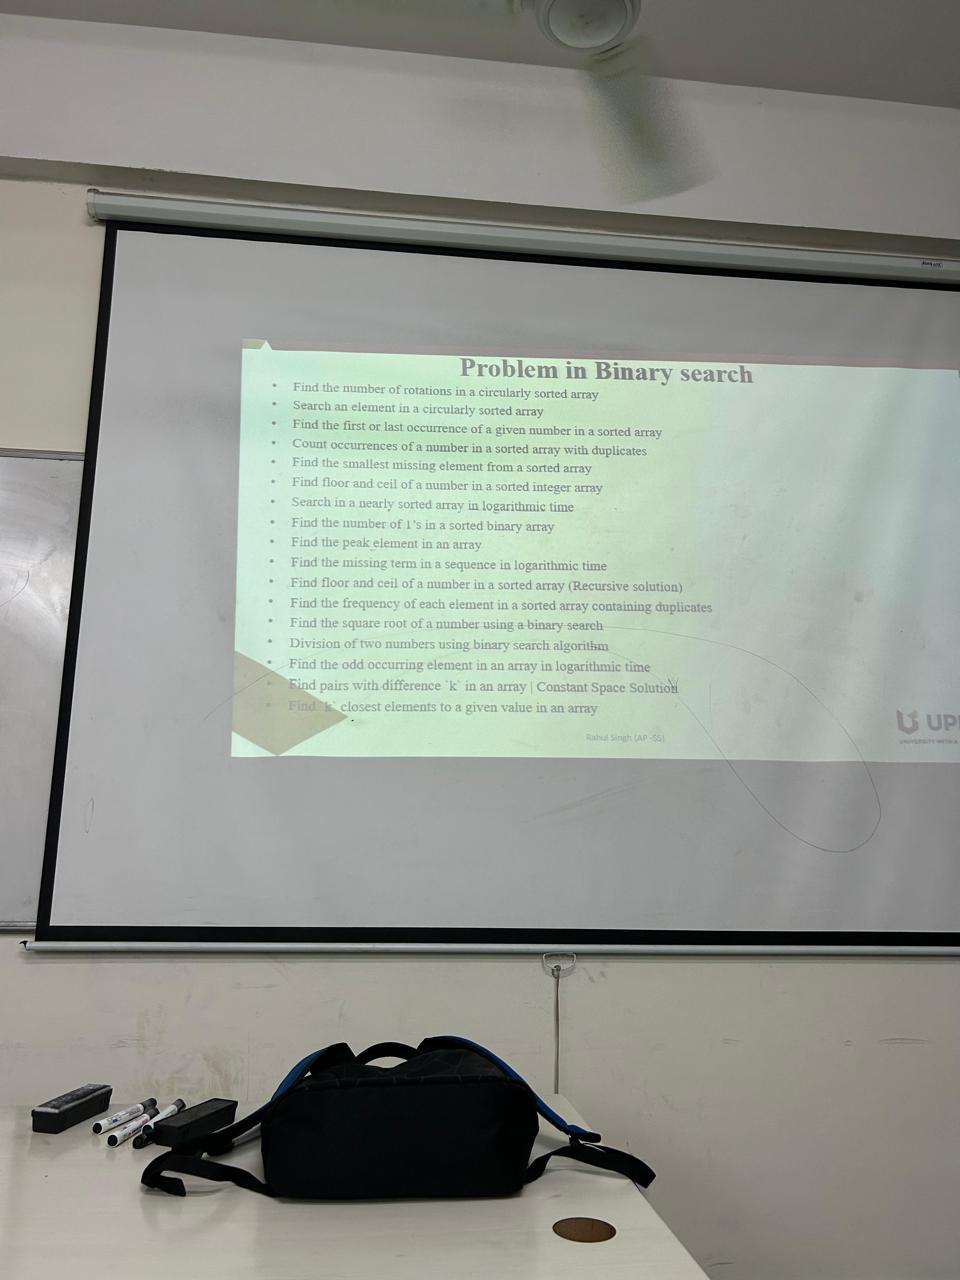 Problem in Binary search
• Find the number of rotations in a circularly sorted array
• Search an element in a circularly sorted array
• Find the first or last occurrence of a given number in a sorted array
• Count occurrences of a number in a sorted array with duplicates
• Find the smallest missing element from a sorted array
• Find floor and ceil of a number in a sorted integer array
• Search in a nearly sorted array in logarithmic time
• Find the number of 1's in a sorted binary array
• Find the peak element in an array
• Find the missing term in a sequence in logarithmic time
• Find floor and ceil of a number in a sorted array (Recursive solution)
• Find the frequency of each element in a sorted array containing duplicates
• Find the square root of a number using a binary search
• Division of two numbers using binary search algorithm
• Find the odd occurring element in an array in logarithmic time
• Find pairs with difference `k` in an array | Constant Space Solution
• Find `k` closest elements to a given value in an array
Rahul Singh (AP -SS)
UP
UNIVERSITY WITH A